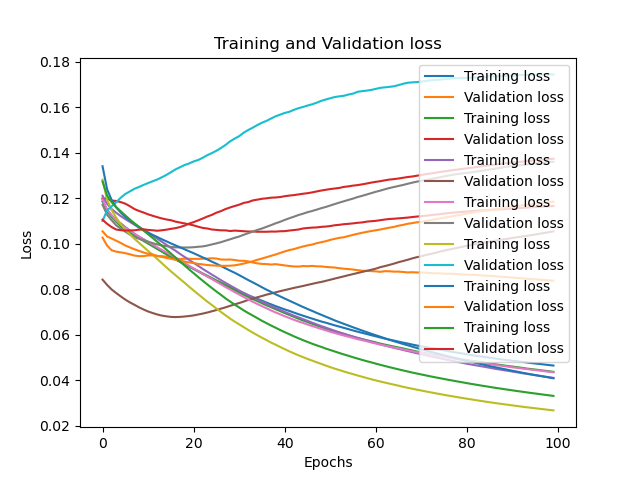 Training and Validation loss
Loss
0.18
0.16
0.14
0.12
0.10
0.08
0.06
0.04
0.02
Training loss
Validation loss
Training loss
Validation loss
Training loss
Validation loss
Training loss
Validation loss
Training loss
Validation loss
Training loss
Validation loss
Training loss
Validation loss
0 20 40 60 80 100
Epochs